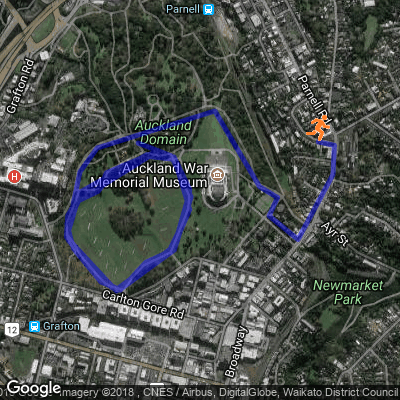 Parnell
Grafton Rd
Parnell Rd
Auckland
Domain
Auckland War
Memorial Museum
H
Ayr St
Newmarket
Park
Carlton Gore Rd
12
Grafton
Broadway
Google
Imagery ©2018 , CNES / Airbus, DigitalGlobe, Waikato District Council